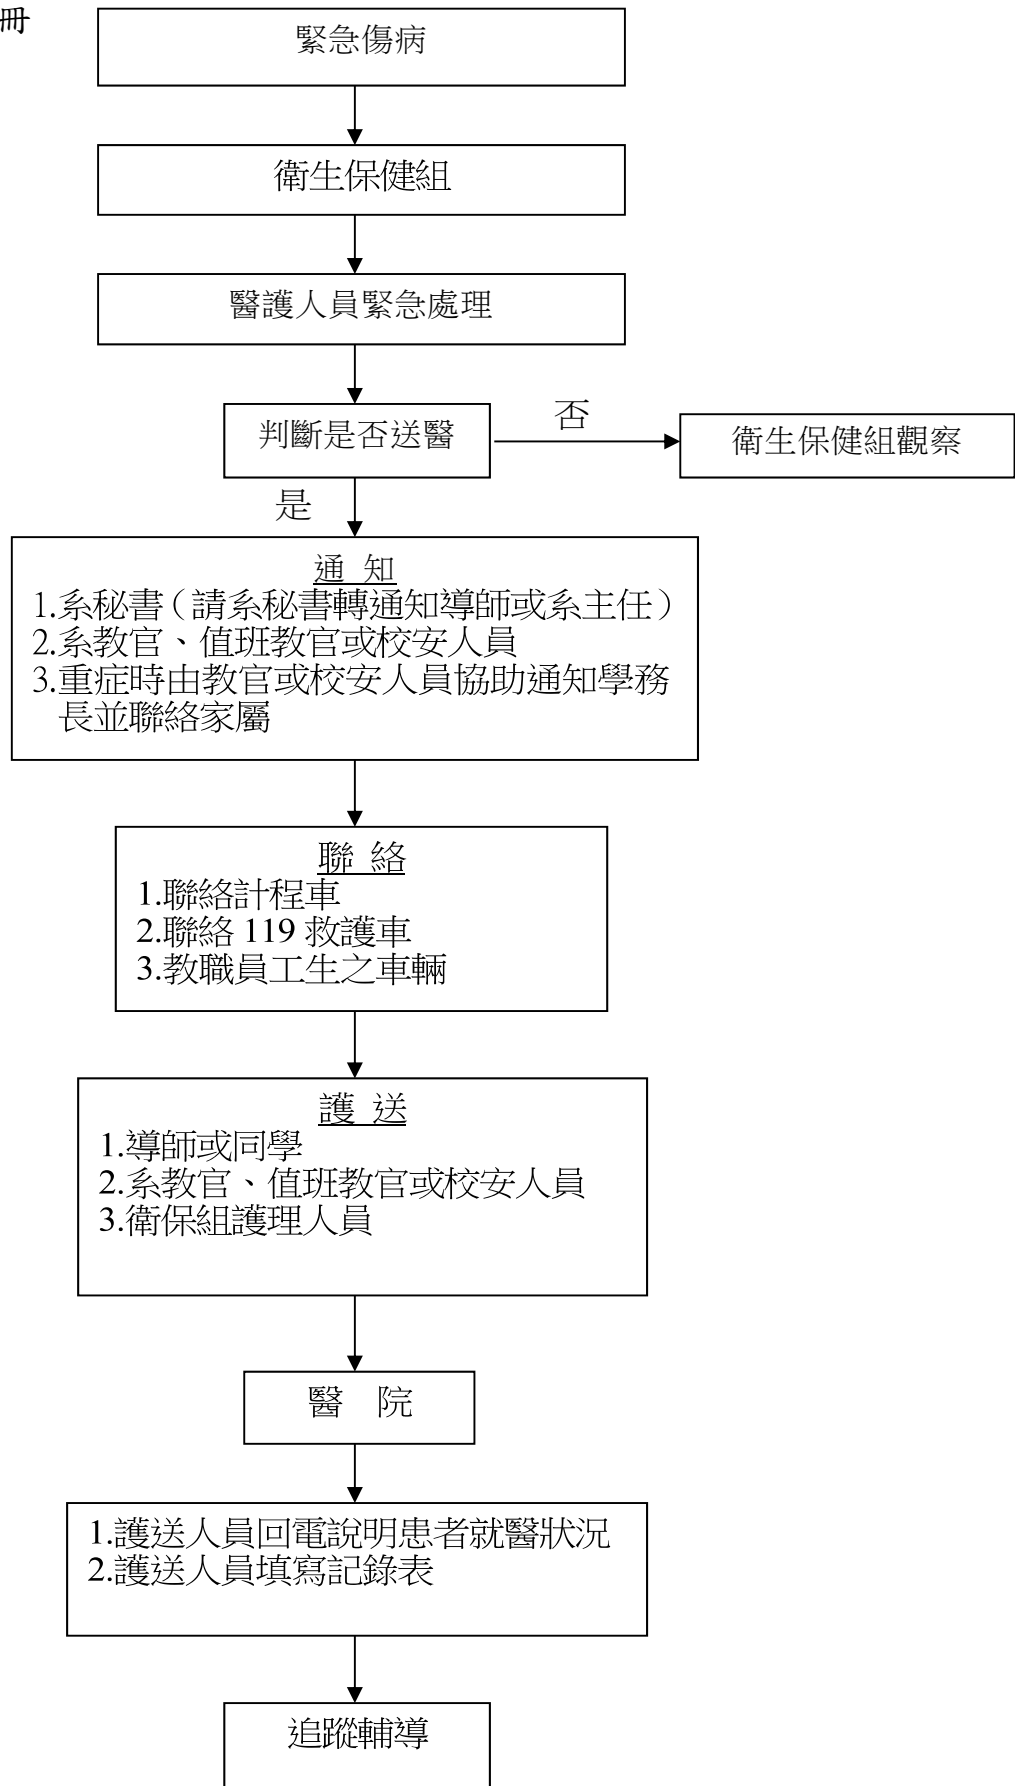 冊
緊急傷病
衛生保健組
醫護人員緊急處理
判斷是否送醫
否
衛生保健組觀察
是
通 知
1.系秘書（請系秘書轉通知導師或系主任）
2.系教官、值班教官或校安人員
3.重症時由教官或校安人員協助通知學務
長並聯絡家屬
聯 絡
1.聯絡計程車
2.聯絡 119 救護車
3.教職員工生之車輛
護 送
1.導師或同學
2.系教官、值班教官或校安人員
3.衛保組護理人員
醫 院
1.護送人員回電說明患者就醫狀況
2.護送人員填寫記錄表
追蹤輔導